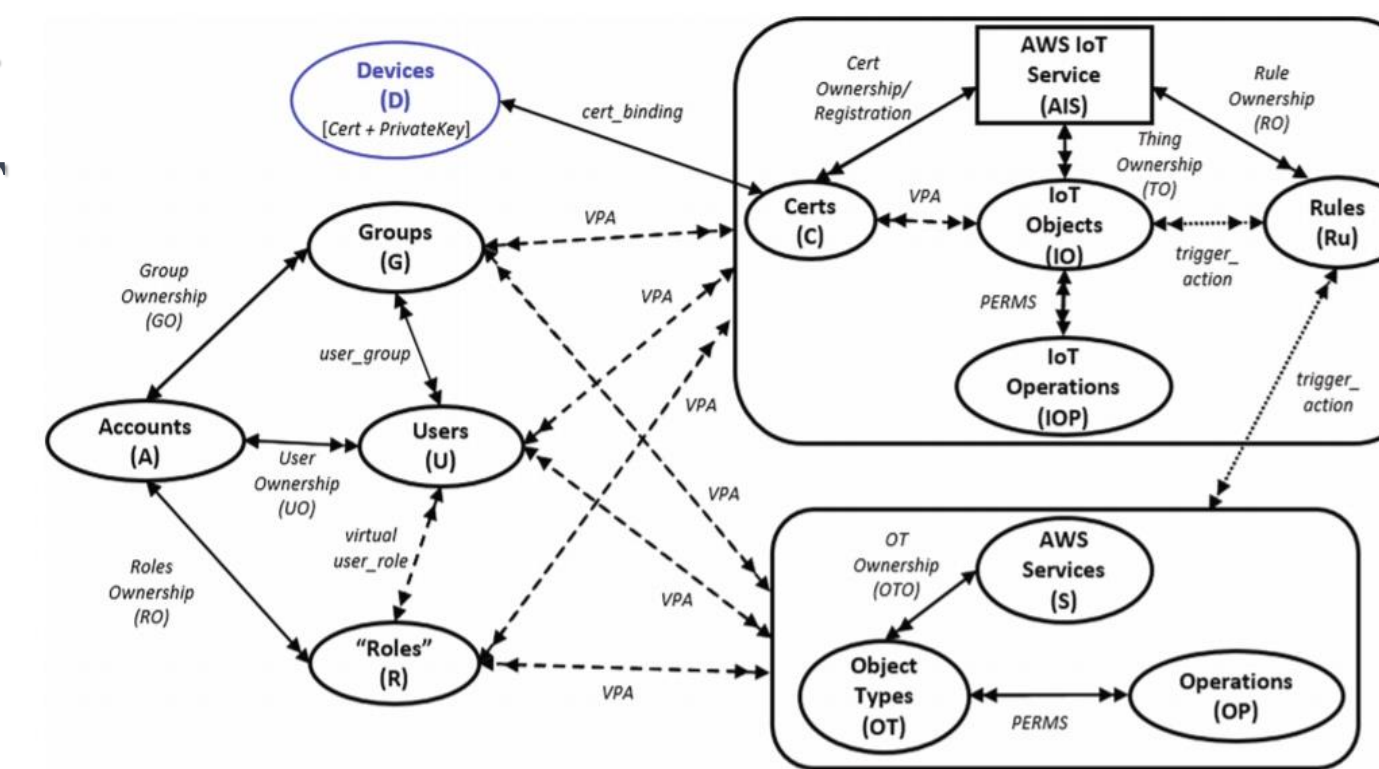 Devices
(D)
[Cert + PrivateKey]
cert_binding
Cert
Ownership/
Registration
AWS IoT
Service
(AIS)
Rule
Ownership
(RO)
Thing
Ownership
(TO)
Certs
(C)
VPA
IoT
Objects
(IO)
Rules
(Ru)
trigger_
action
PERMS
IoT
Operations
(IOP)
trigger_
action
Groups
(G)
VPA
Group
Ownership
(GO)
VPA
user_group
VPA
Accounts
(A)
User
Ownership
(UO)
Users
(U)
VPA
virtual
user_role
Roles
Ownership
(RO)
VPA
"Roles"
(R)
VPA
OT
Ownership
(OTO)
AWS
Services
(S)
Object
Types
(OT)
PERMS
Operations
(OP)